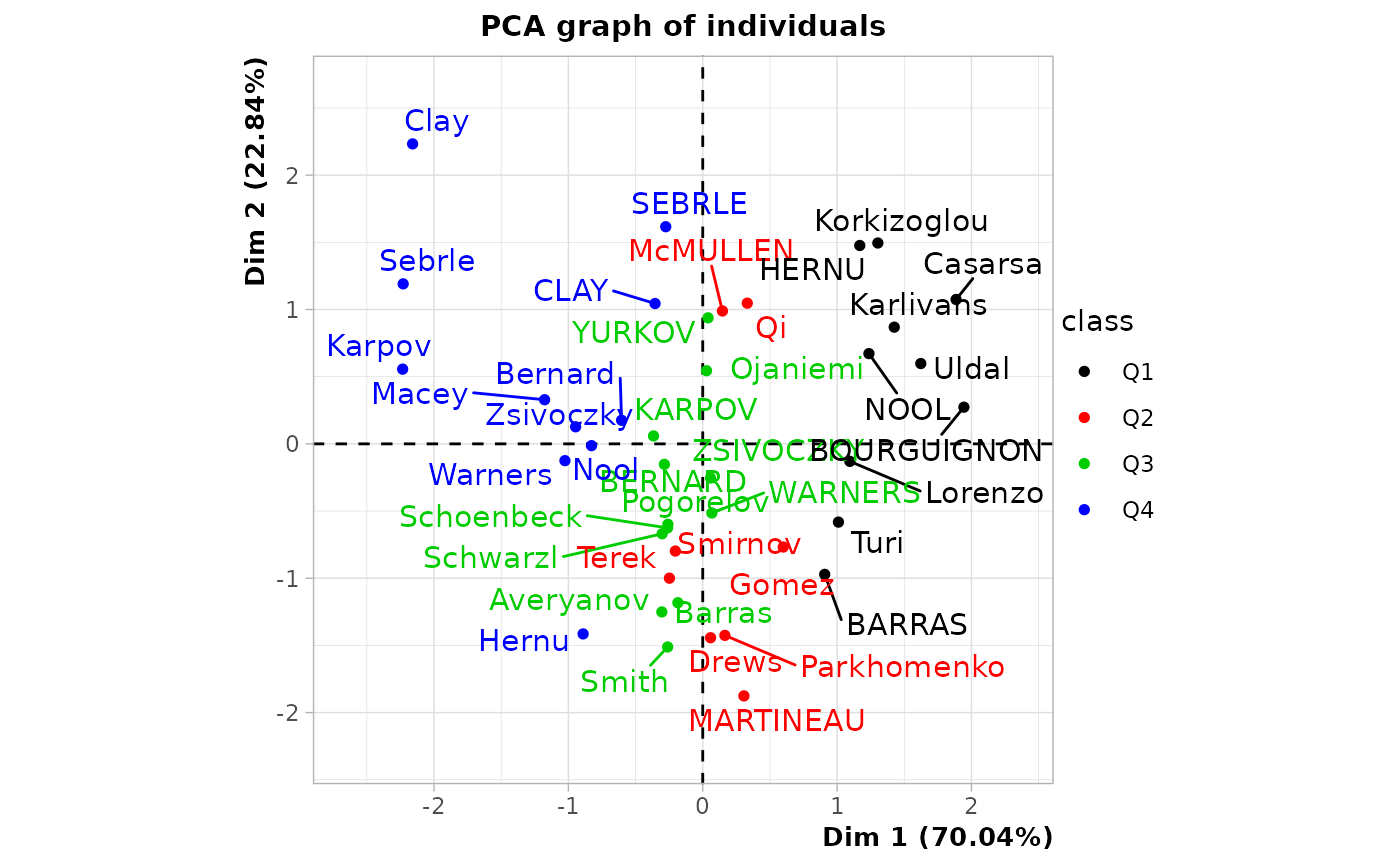 PCA graph of individuals
Dim 2 (22.84%)
2
1
0
-1
-2
Clay
SEBRLE
Korkizoglou
McMULLEN
Sebrle
HERNU
Casarsa
CLAY
Karlivans
YURKOV
Qi
Karpov
Ojaniemi
Uldal
Bernard
Macey
Zsivoczky
KARPOV
NOOL
ZSIVOCZKY
BOURGUIGNON
Warners
Nool
BERNARD
Pogorelov
WARNERS
Lorenzo
Schoenbeck
Schwarzl
Terek
Smirnov
Turi
Gomez
Averyanov
Barras
BARRAS
Hernu
Drews
Parkhomenko
Smith
MARTINEAU
-2
-1
0
1
2
Dim 1 (70.04%)
class
Q1
Q2
Q3
Q4